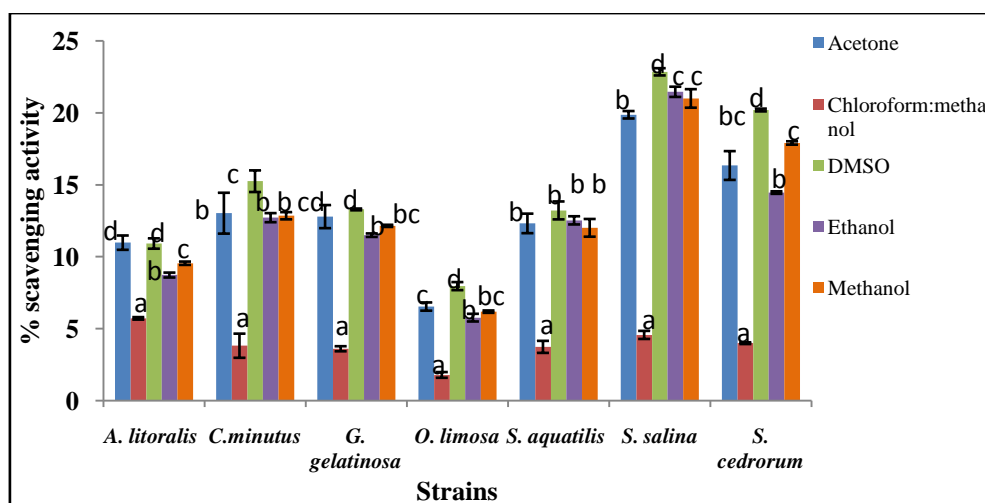 25
20
15
10
5
0
% scavenging activity
d a d b c
b a c b b
cd a d b bc
c a d b bc
b a b b b
b a d c c
bc a d b c
A. litoralis C.minutus G. gelatinosa O. limosa S. aquatilis S. salina S. cedrorum
Strains
Acetone
Chloroform:metha
nol
DMSO
Ethanol
Methanol